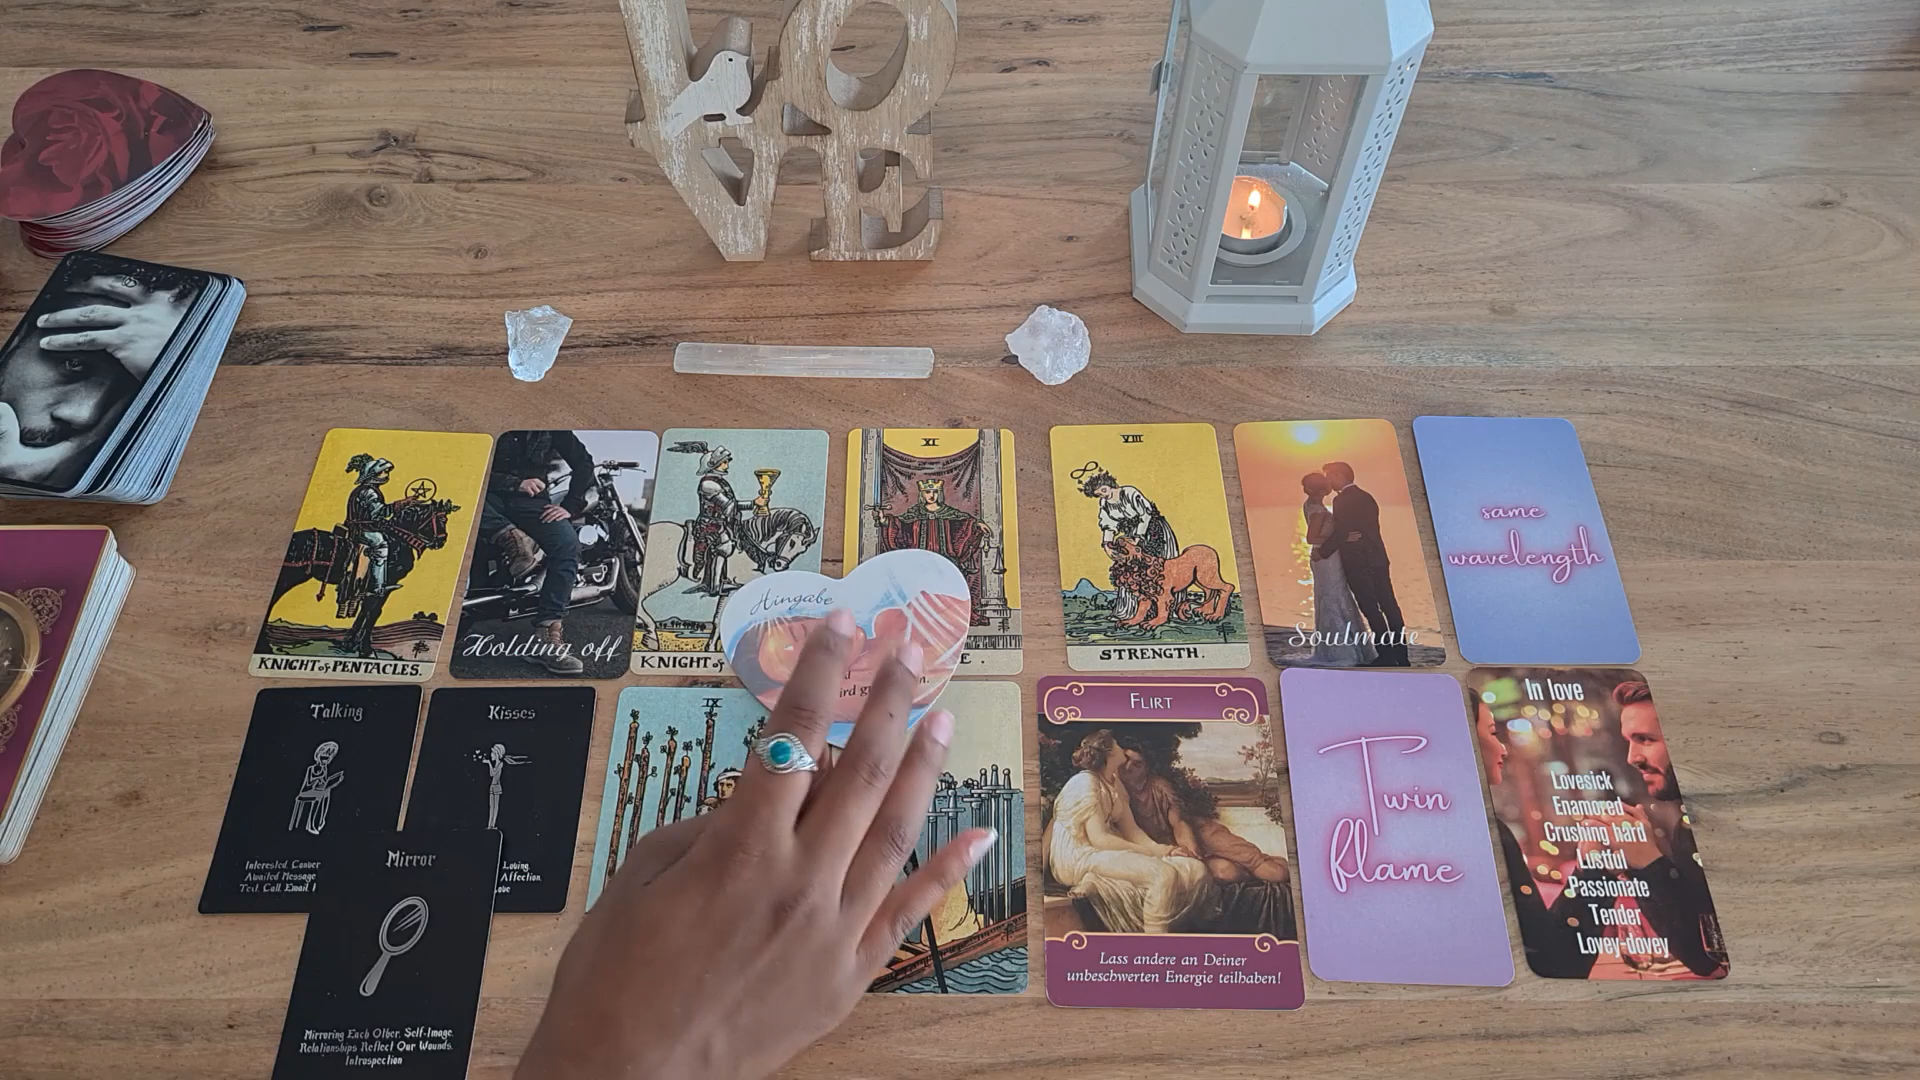 LOVE
XI
VIII
same
wavelength
Holding off
Soulmate
KNIGHT of PENTACLES.
KNIGHT of
Hingabe
E.
STRENGTH.
Talking
Kisses
IX
FLIRT
In love
Twin
flame
Lovesick
Enamored
Crushing hard
Lustful
Passionate
Tender
Lovey-dovey
Interested
Awaited Message
Text, Call, Email,
Loving
Affection,
Mirror
Lass andere an Deiner
unbeschwerten Energie teilhaben!
Mirroring Each Other, Self-Image,
Relationships Reflect Our Wounds,
Introspection